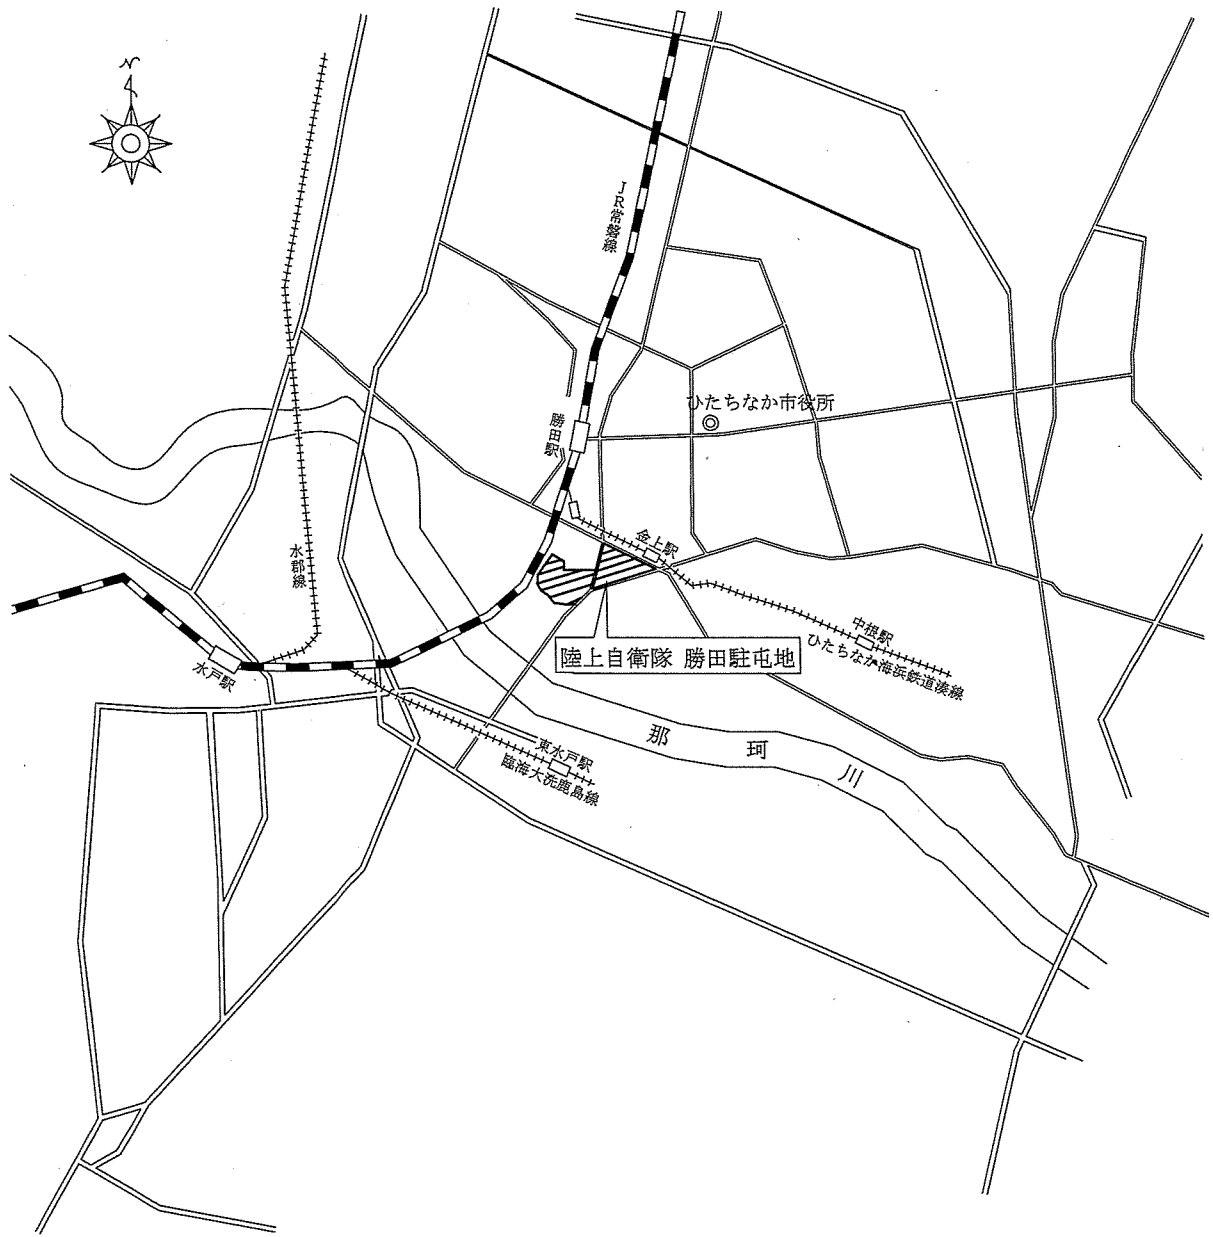 N
JR常磐線
ひたちなか市役所
勝田駅
金上駅
水郡線
中根駅
ひたちなか海浜鉄道湊線
陸上自衛隊 勝田駐屯地
水戸駅
那珂川
東水戸駅
臨海大洗鹿島線